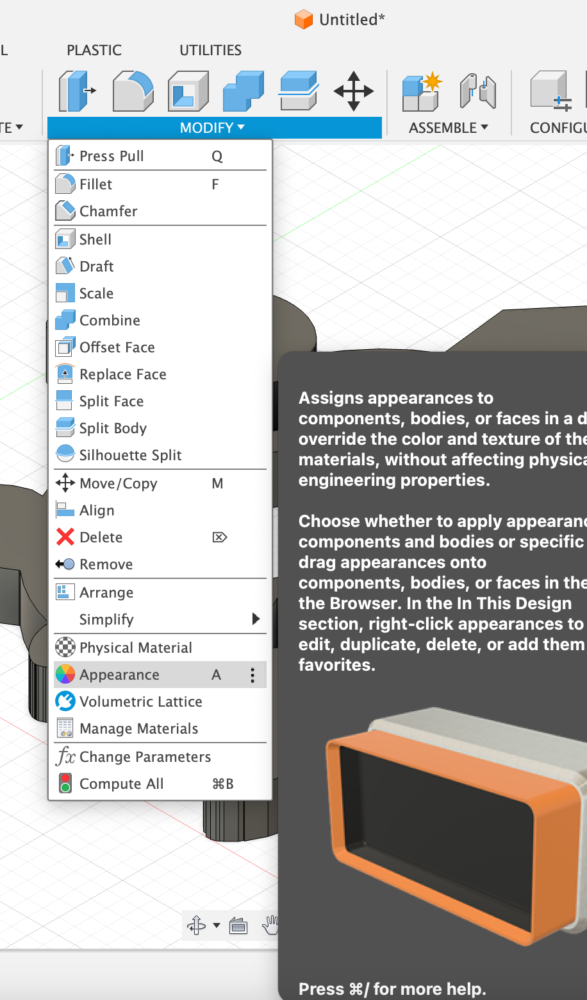 Untitled*
L
PLASTIC
UTILITIES
TE
MODIFY
ASSEMBLE
CONFIGU
Press Pull Q
Fillet F
Chamfer
Shell
Draft
Scale
Combine
Offset Face
Replace Face
Split Face
Split Body
Silhouette Split
Move/Copy M
Align
Delete ⌦
Remove
Arrange
Simplify
Physical Material
Appearance A
Volumetric Lattice
Manage Materials
fx Change Parameters
Compute All ⌘B
Assigns appearances to
components, bodies, or faces in a d
override the color and texture of the
materials, without affecting physica
engineering properties.
Choose whether to apply appearanc
components and bodies or specific
drag appearances onto
components, bodies, or faces in the
the Browser. In the In This Design
section, right-click appearances to
edit, duplicate, delete, or add them
favorites.
Press ⌘/ for more help.